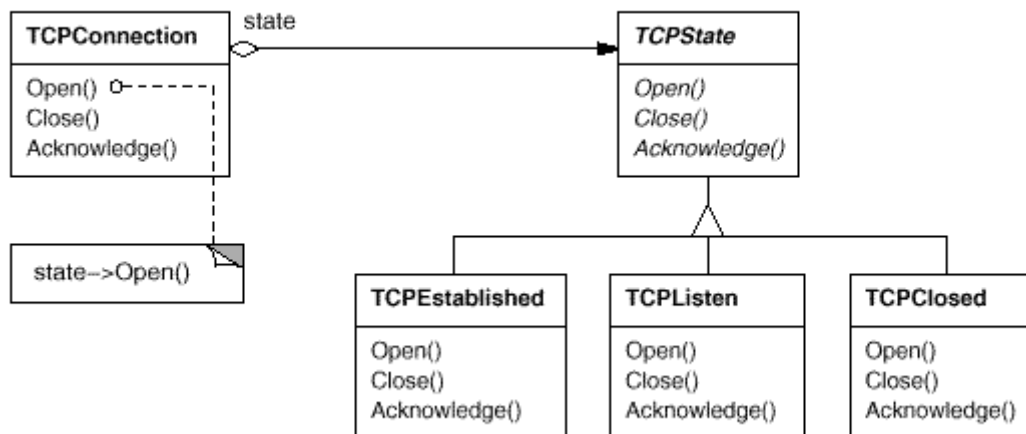 state
TCPConnection
Open()
Close()
Acknowledge()
TCPState
Open()
Close()
Acknowledge()
state->Open()
TCPEstablished
Open()
Close()
Acknowledge()
TCPListen
Open()
Close()
Acknowledge()
TCPClosed
Open()
Close()
Acknowledge()